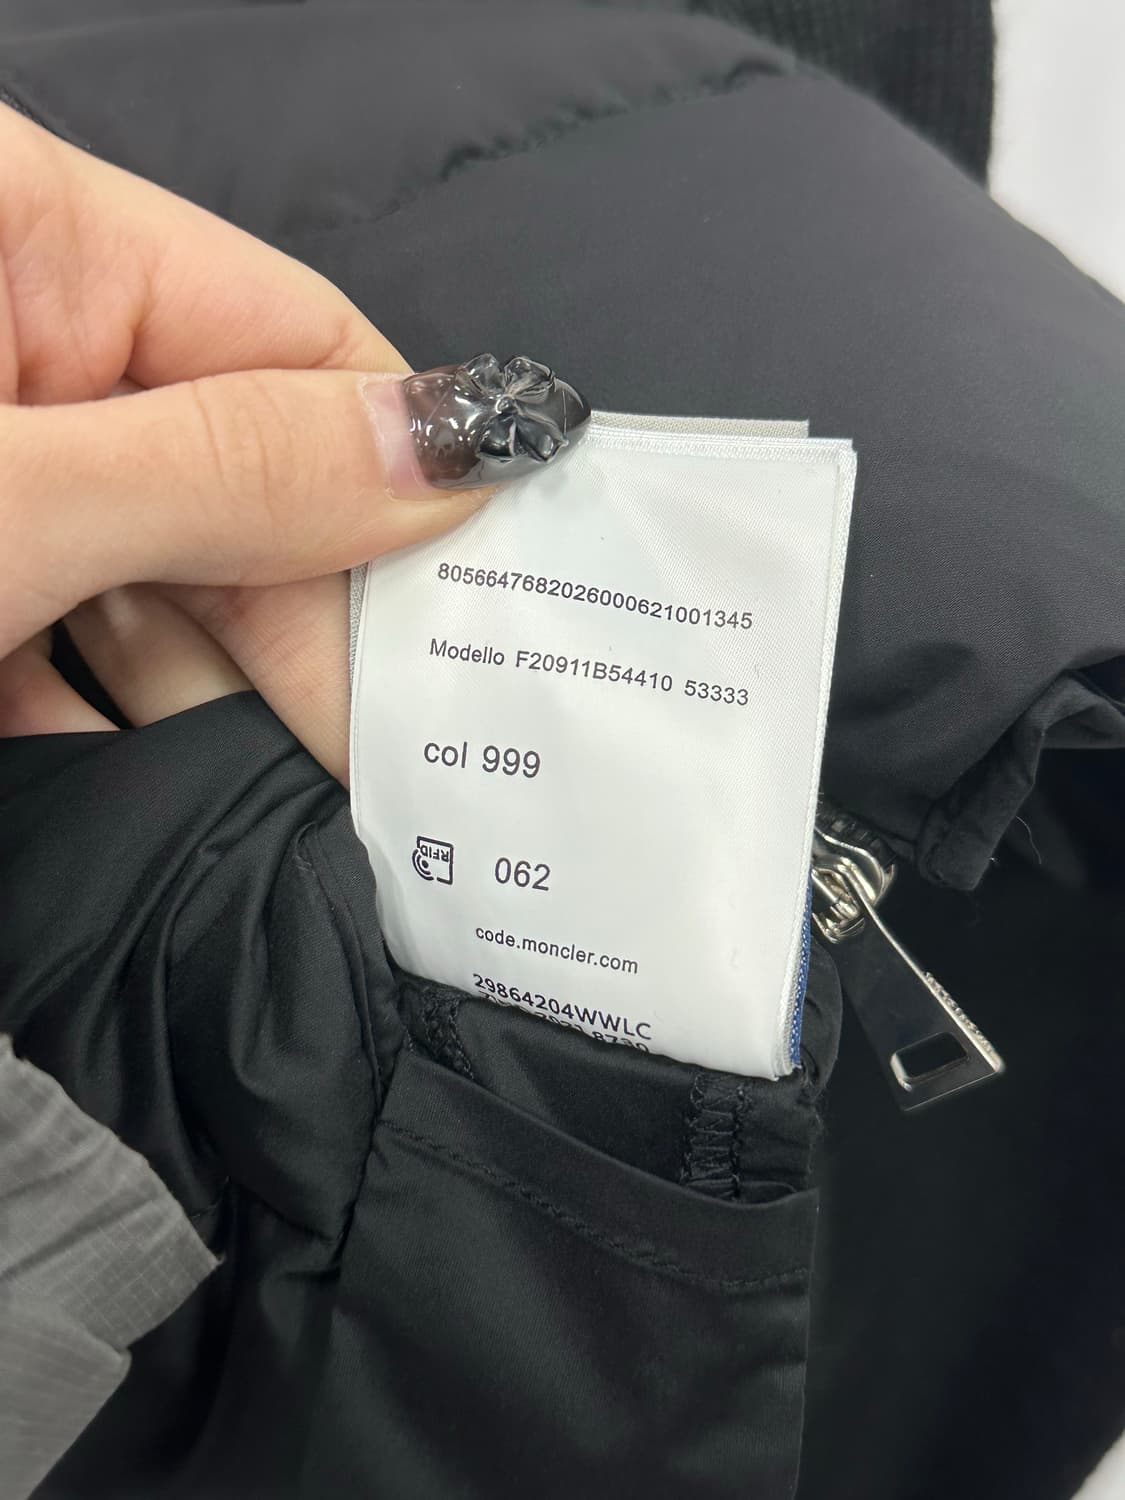 8056647682026000621001345
Modello F20911B54410 53333
col 999
RFID
062
code.moncler.com
29864204WWLC